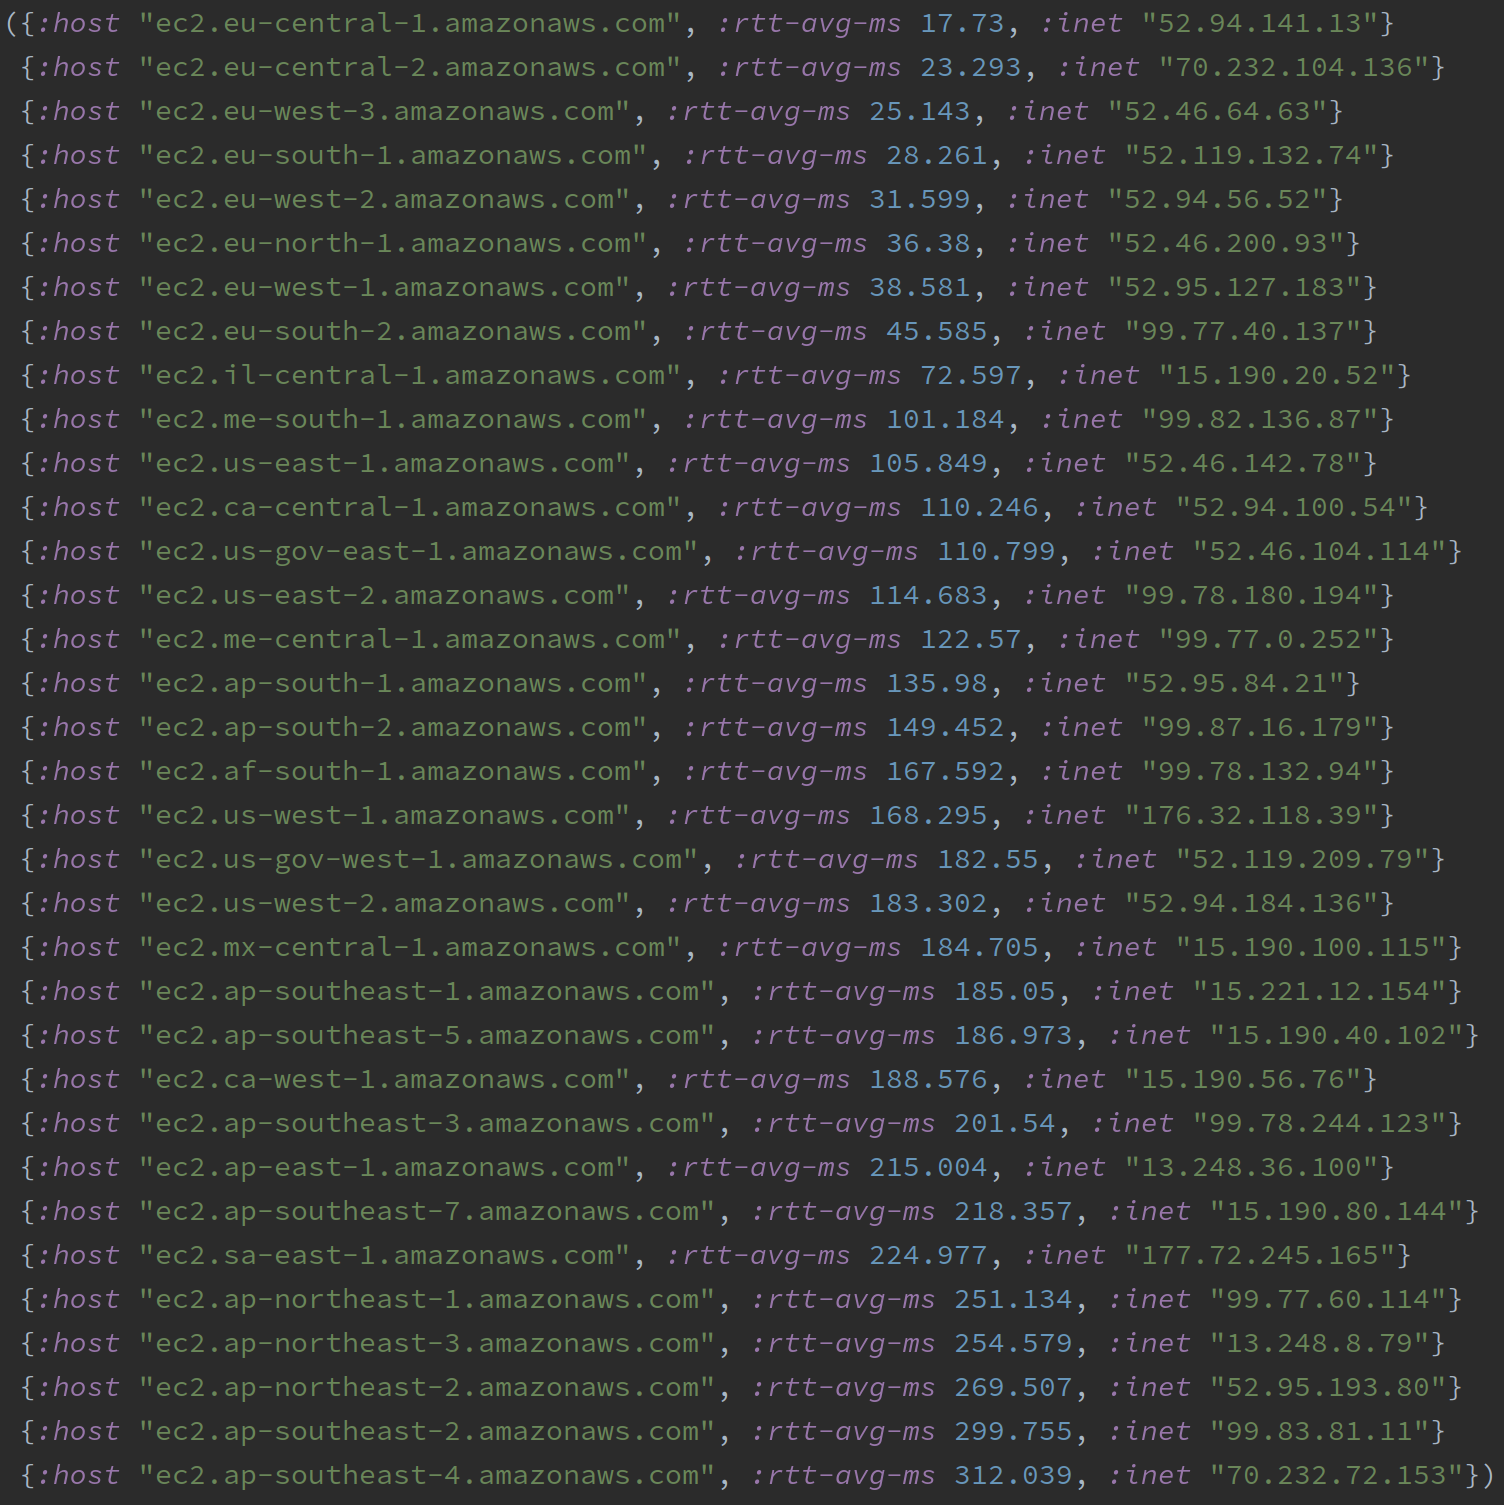 ({:host "ec2.eu-central-1.amazonaws.com", :rtt-avg-ms 17.73, :inet "52.94.141.13"}
{:host "ec2.eu-central-2.amazonaws.com", :rtt-avg-ms 23.293, :inet "70.232.104.136"}
{:host "ec2.eu-west-3.amazonaws.com", :rtt-avg-ms 25.143, :inet "52.46.64.63"}
{:host "ec2.eu-south-1.amazonaws.com", :rtt-avg-ms 28.261, :inet "52.119.132.74"}
{:host "ec2.eu-west-2.amazonaws.com", :rtt-avg-ms 31.599, :inet "52.94.56.52"}
{:host "ec2.eu-north-1.amazonaws.com", :rtt-avg-ms 36.38, :inet "52.46.200.93"}
{:host "ec2.eu-west-1.amazonaws.com", :rtt-avg-ms 38.581, :inet "52.95.127.183"}
{:host "ec2.eu-south-2.amazonaws.com", :rtt-avg-ms 45.585, :inet "99.77.40.137"}
{:host "ec2.il-central-1.amazonaws.com", :rtt-avg-ms 72.597, :inet "15.190.20.52"}
{:host "ec2.me-south-1.amazonaws.com", :rtt-avg-ms 101.184, :inet "99.82.136.87"}
{:host "ec2.us-east-1.amazonaws.com", :rtt-avg-ms 105.849, :inet "52.46.142.78"}
{:host "ec2.ca-central-1.amazonaws.com", :rtt-avg-ms 110.246, :inet "52.94.100.54"}
{:host "ec2.us-gov-east-1.amazonaws.com", :rtt-avg-ms 110.799, :inet "52.46.104.114"}
{:host "ec2.us-east-2.amazonaws.com", :rtt-avg-ms 114.683, :inet "99.78.180.194"}
{:host "ec2.me-central-1.amazonaws.com", :rtt-avg-ms 122.57, :inet "99.77.0.252"}
{:host "ec2.ap-south-1.amazonaws.com", :rtt-avg-ms 135.98, :inet "52.95.84.21"}
{:host "ec2.ap-south-2.amazonaws.com", :rtt-avg-ms 149.452, :inet "99.87.16.179"}
{:host "ec2.af-south-1.amazonaws.com", :rtt-avg-ms 167.592, :inet "99.78.132.94"}
{:host "ec2.us-west-1.amazonaws.com", :rtt-avg-ms 168.295, :inet "176.32.118.39"}
{:host "ec2.us-gov-west-1.amazonaws.com", :rtt-avg-ms 182.55, :inet "52.119.209.79"}
{:host "ec2.us-west-2.amazonaws.com", :rtt-avg-ms 183.302, :inet "52.94.184.136"}
{:host "ec2.mx-central-1.amazonaws.com", :rtt-avg-ms 184.705, :inet "15.190.100.115"}
{:host "ec2.ap-southeast-1.amazonaws.com", :rtt-avg-ms 185.05, :inet "15.221.12.154"}
{:host "ec2.ap-southeast-5.amazonaws.com", :rtt-avg-ms 186.973, :inet "15.190.40.102"}
{:host "ec2.ca-west-1.amazonaws.com", :rtt-avg-ms 188.576, :inet "15.190.56.76"}
{:host "ec2.ap-southeast-3.amazonaws.com", :rtt-avg-ms 201.54, :inet "99.78.244.123"}
{:host "ec2.ap-east-1.amazonaws.com", :rtt-avg-ms 215.004, :inet "13.248.36.100"}
{:host "ec2.ap-southeast-7.amazonaws.com", :rtt-avg-ms 218.357, :inet "15.190.80.144"}
{:host "ec2.sa-east-1.amazonaws.com", :rtt-avg-ms 224.977, :inet "177.72.245.165"}
{:host "ec2.ap-northeast-1.amazonaws.com", :rtt-avg-ms 251.134, :inet "99.77.60.114"}
{:host "ec2.ap-northeast-3.amazonaws.com", :rtt-avg-ms 254.579, :inet "13.248.8.79"}
{:host "ec2.ap-northeast-2.amazonaws.com", :rtt-avg-ms 269.507, :inet "52.95.193.80"}
{:host "ec2.ap-southeast-2.amazonaws.com", :rtt-avg-ms 299.755, :inet "99.83.81.11"}
{:host "ec2.ap-southeast-4.amazonaws.com", :rtt-avg-ms 312.039, :inet "70.232.72.153"})